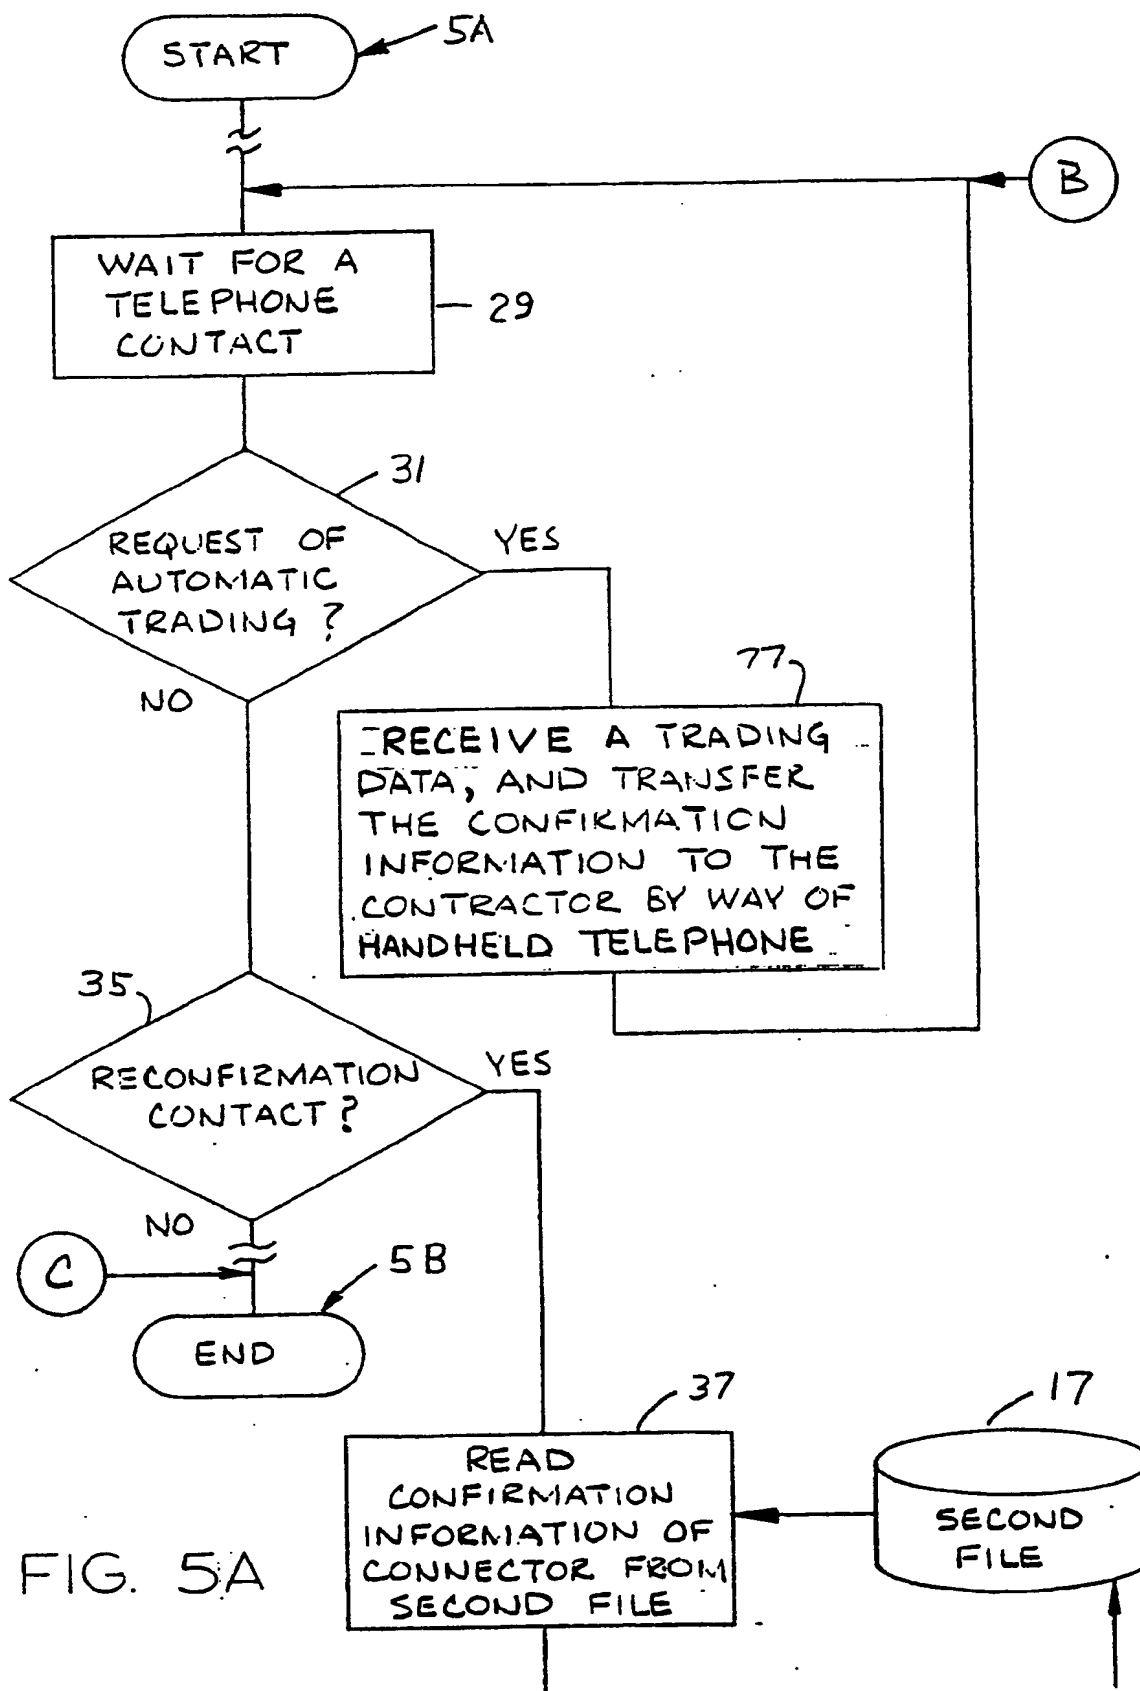 START
5A
B
WAIT FOR A
TELEPHONE
CONTACT
29
31
REQUEST OF
AUTOMATIC
TRADING ?
YES
NO
77
RECEIVE A TRADING
DATA, AND TRANSFER
THE CONFIRMATION
INFORMATION TO THE
CONTRACTOR BY WAY OF
HANDHELD TELEPHONE
35
RECONFIRMATION
CONTACT ?
YES
NO
C
5B
END
37
READ
CONFIRMATION
INFORMATION OF
CONNECTOR FROM
SECOND FILE
17
SECOND
FILE
FIG. 5A